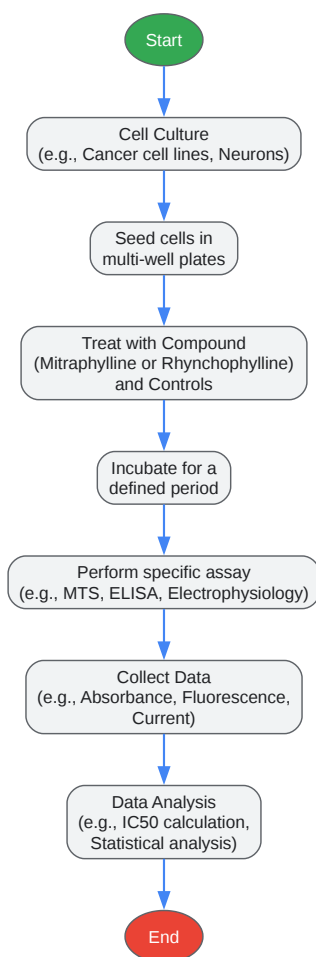 Start
Cell Culture
(e.g., Cancer cell lines, Neurons)
Seed cells in
multi-well plates
Treat with Compound
(Mitraphylline or Rhynchophylline)
and Controls
Incubate for a
defined period
Perform specific assay
(e.g., MTS, ELISA, Electrophysiology)
Collect Data
(e.g., Absorbance, Fluorescence,
Current)
Data Analysis
(e.g., IC50 calculation,
Statistical analysis)
End